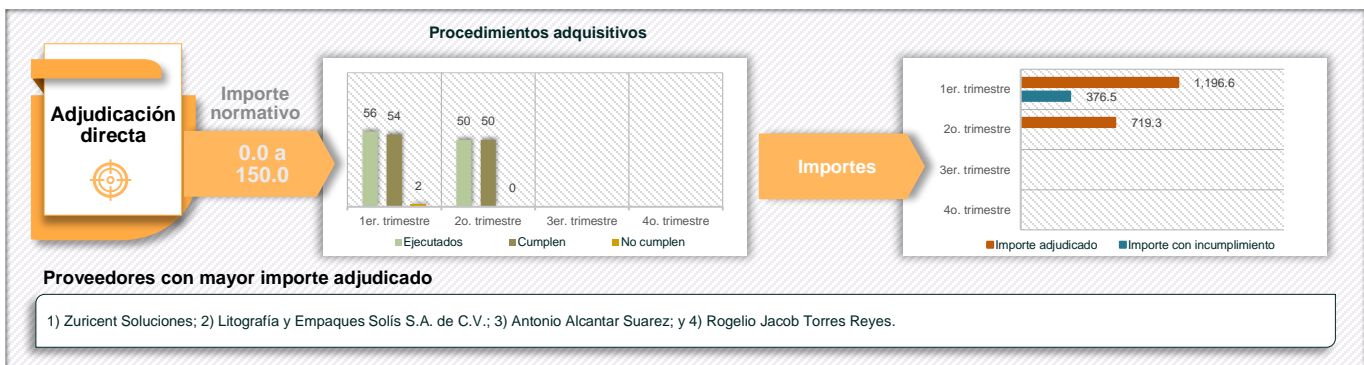 Procedimientos adquisitivos
Adjudicación
directa
Importe
normativo
0.0 a
150.0
56 54
2
50 50
0
1er. trimestre 2o. trimestre 3er. trimestre 4o. trimestre
Ejecutados Cumplen No cumplen
Importes
1er. trimestre
1,196.6
376.5
2o. trimestre
719.3
3er. trimestre
4o. trimestre
Importe adjudicado Importe con incumplimiento
Proveedores con mayor importe adjudicado
1) Zuricent Soluciones; 2) Litografía y Empaques Solís S.A. de C.V.; 3) Antonio Alcantar Suarez; y 4) Rogelio Jacob Torres Reyes.